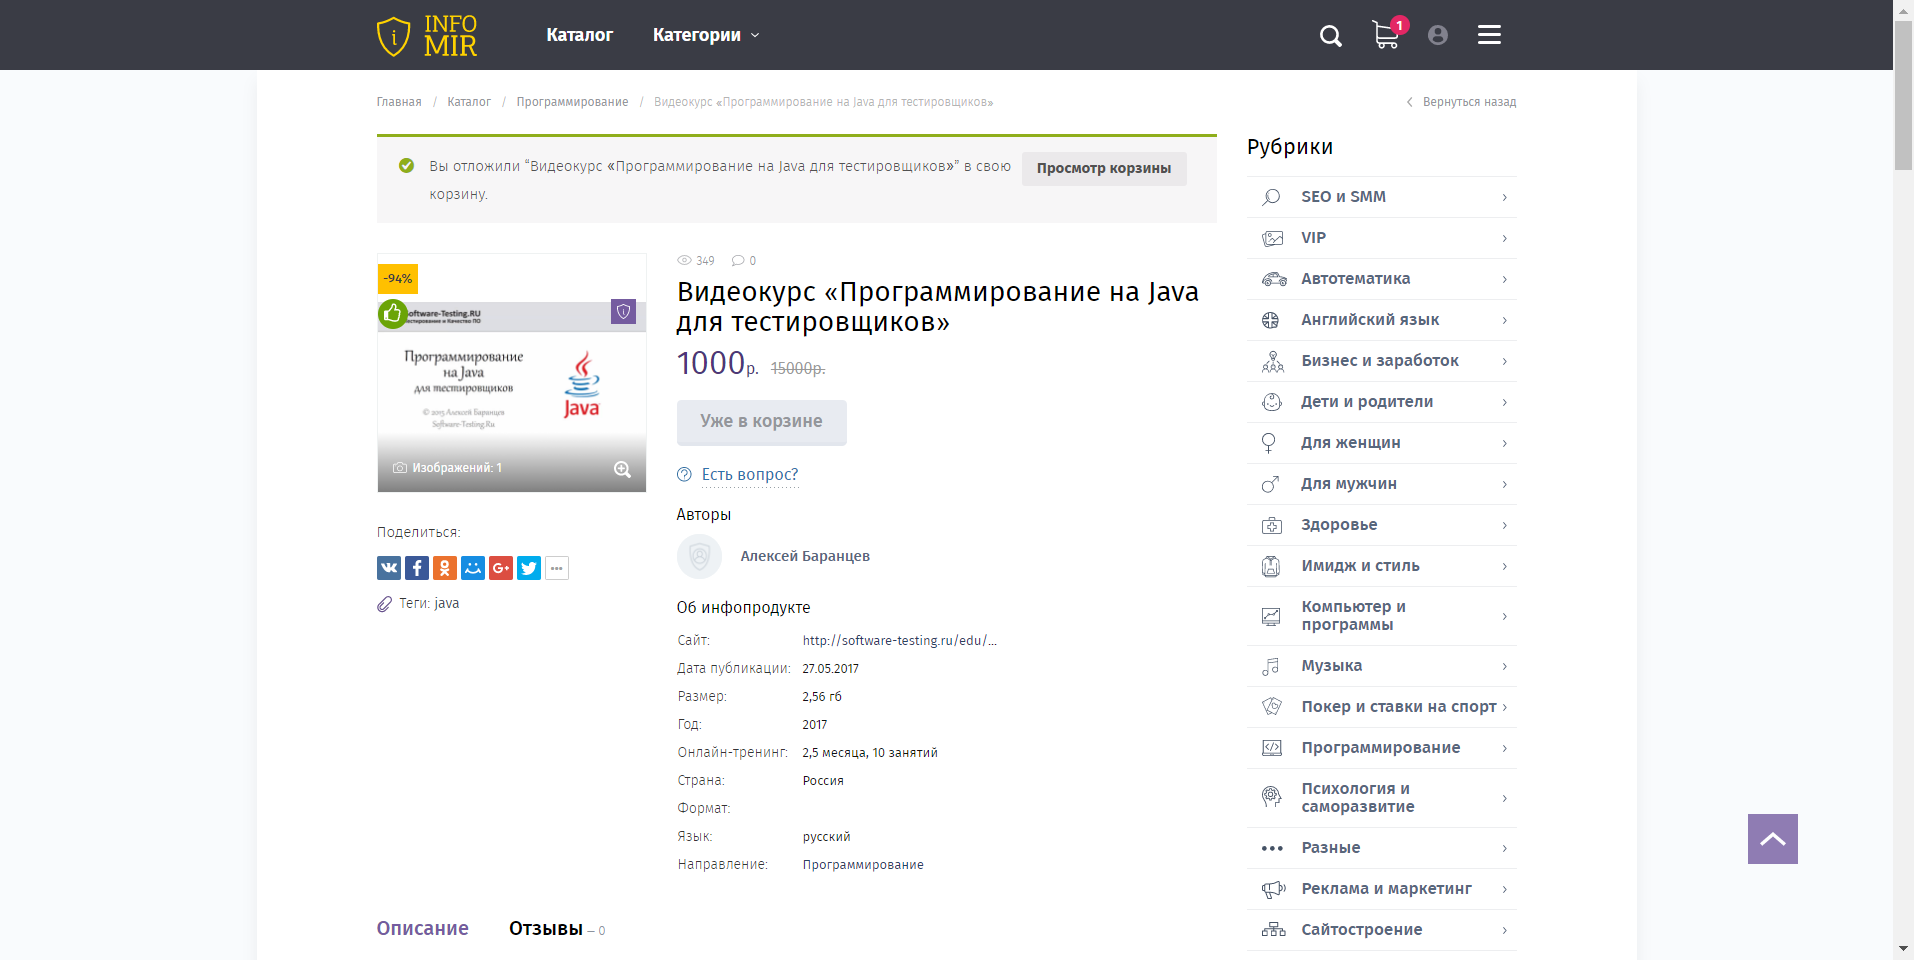 INFO
MIR
Каталог
Категории
1
Главная / Каталог / Программирование / Видеокурс «Программирование на Java для тестировщиков»
Вернуться назад
Вы отложили “Видеокурс «Программирование на Java для тестировщиков»” в свою
корзину.
Просмотр корзины
-94%
oftware-Testing.RU
естирование и Качество ПО
Программирование
на Java
для тестировщиков
© 2015 Алексей Баранцев
Software-Testing.Ru
Java
Изображений: 1
Поделиться:
Теги: java
349
0
Видеокурс «Программирование на Java
для тестировщиков»
1000р. 15000р.
Уже в корзине
Есть вопрос?
Авторы
Алексей Баранцев
Об инфопродукте
Сайт: http://software-testing.ru/edu/...
Дата публикации: 27.05.2017
Размер: 2,56 гб
Год: 2017
Онлайн-тренинг: 2,5 месяца, 10 занятий
Страна: Россия
Формат:
Язык: русский
Направление: Программирование
Описание
Отзывы – 0
Рубрики
SEO и SMM
VIP
Автотематика
Английский язык
Бизнес и заработок
Дети и родители
Для женщин
Для мужчин
Здоровье
Имидж и стиль
Компьютер и
программы
Музыка
Покер и ставки на спорт
Программирование
Психология и
саморазвитие
Разные
Реклама и маркетинг
Сайтостроение